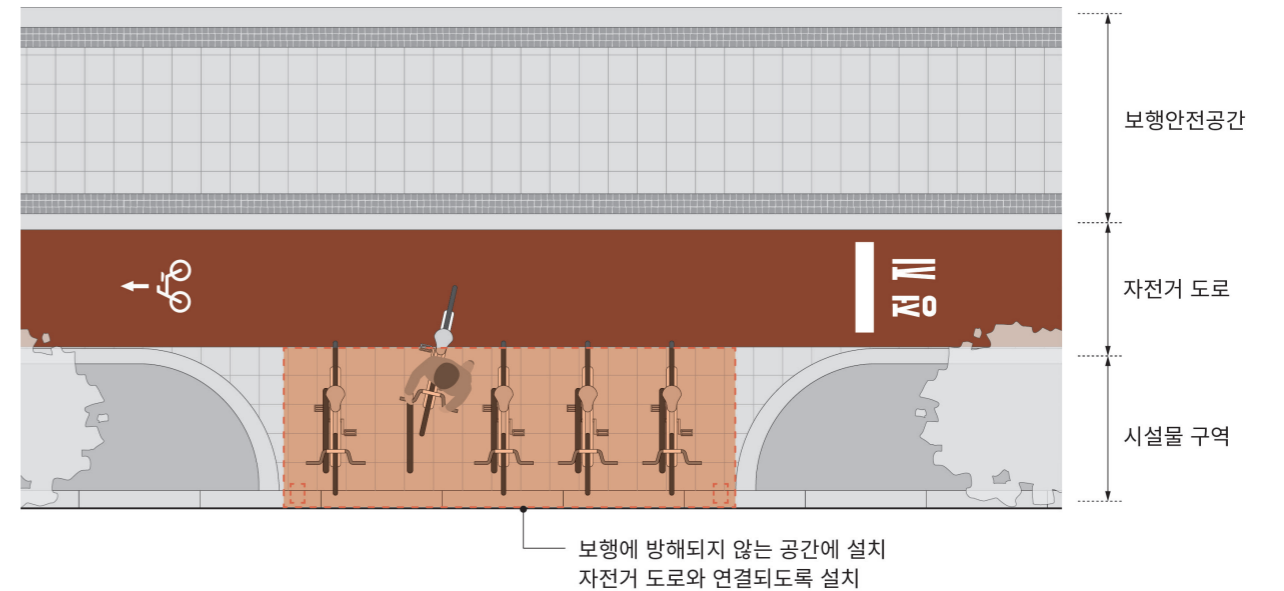 보행안전공간
자전거 도로
정지
시설물 구역
보행에 방해되지 않는 공간에 설치
자전거 도로와 연결되도록 설치